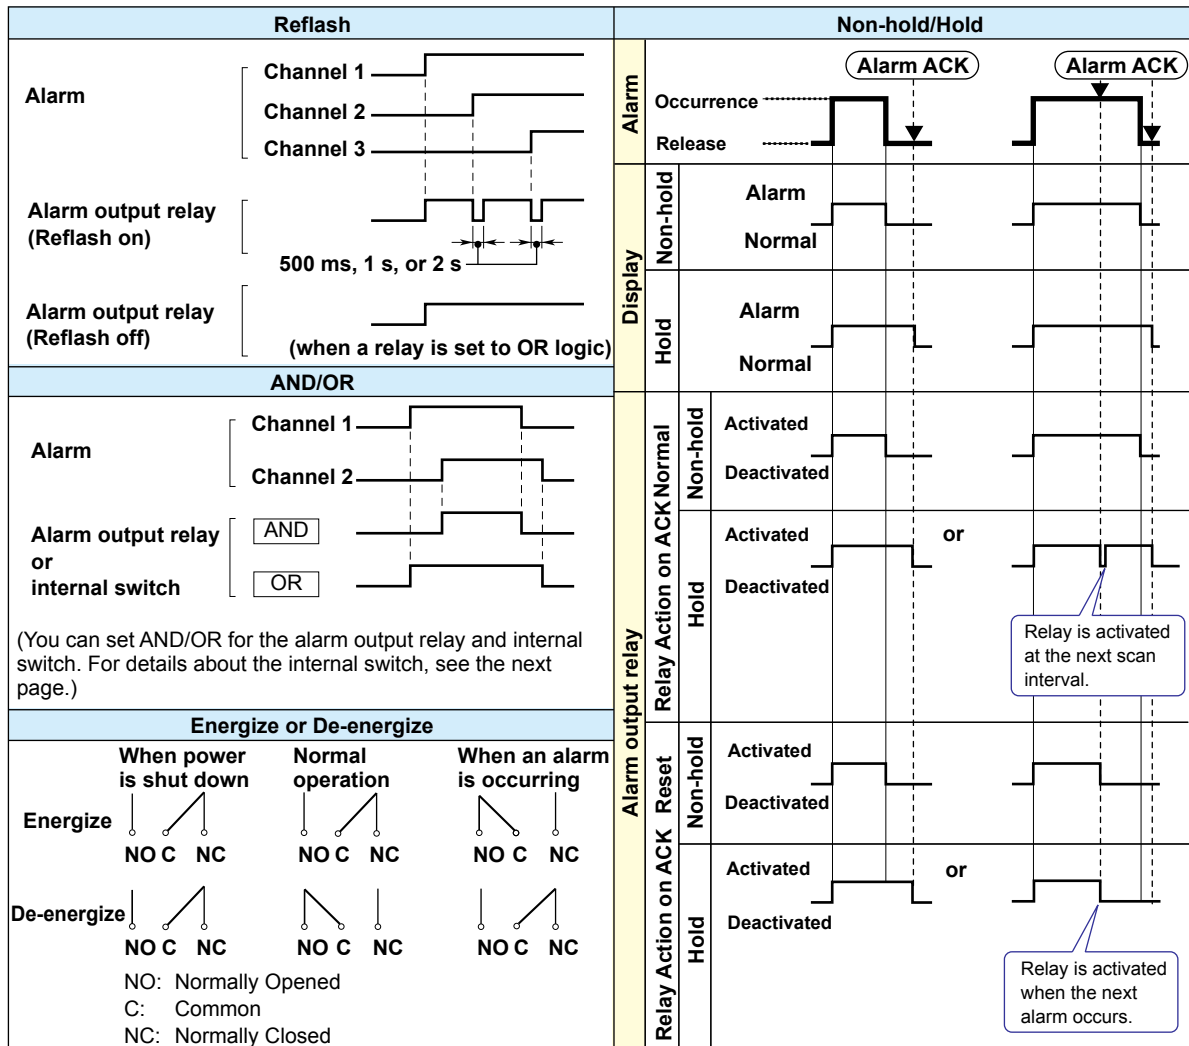 Reflash
Alarm
Channel 1
Channel 2
Channel 3
Alarm output relay
(Reflash on)
500 ms, 1 s, or 2 s
Alarm output relay
(Reflash off)
(when a relay is set to OR logic)
AND/OR
Alarm
Channel 1
Channel 2
Alarm output relay
or
internal switch
AND
OR
(You can set AND/OR for the alarm output relay and internal
switch. For details about the internal switch, see the next
page.)
Energize or De-energize
When power
is shut down
Normal
operation
When an alarm
is occurring
Energize
NO C NC
NO C NC
NO C NC
De-energize
NO C NC
NO C NC
NO C NC
NO: Normally Opened
C: Common
NC: Normally Closed
Non-hold/Hold
Alarm
Alarm ACK
Alarm ACK
Occurrence
Release
Display
Non-hold
Alarm
Normal
Hold
Alarm
Normal
Alarm output relay
Relay Action on ACK Normal
Non-hold
Activated
Deactivated
Hold
Activated
Deactivated
or
Relay is activated
at the next scan
interval.
Relay Action on ACK Reset
Non-hold
Activated
Deactivated
Hold
Activated
Deactivated
or
Relay is activated
when the next
alarm occurs.